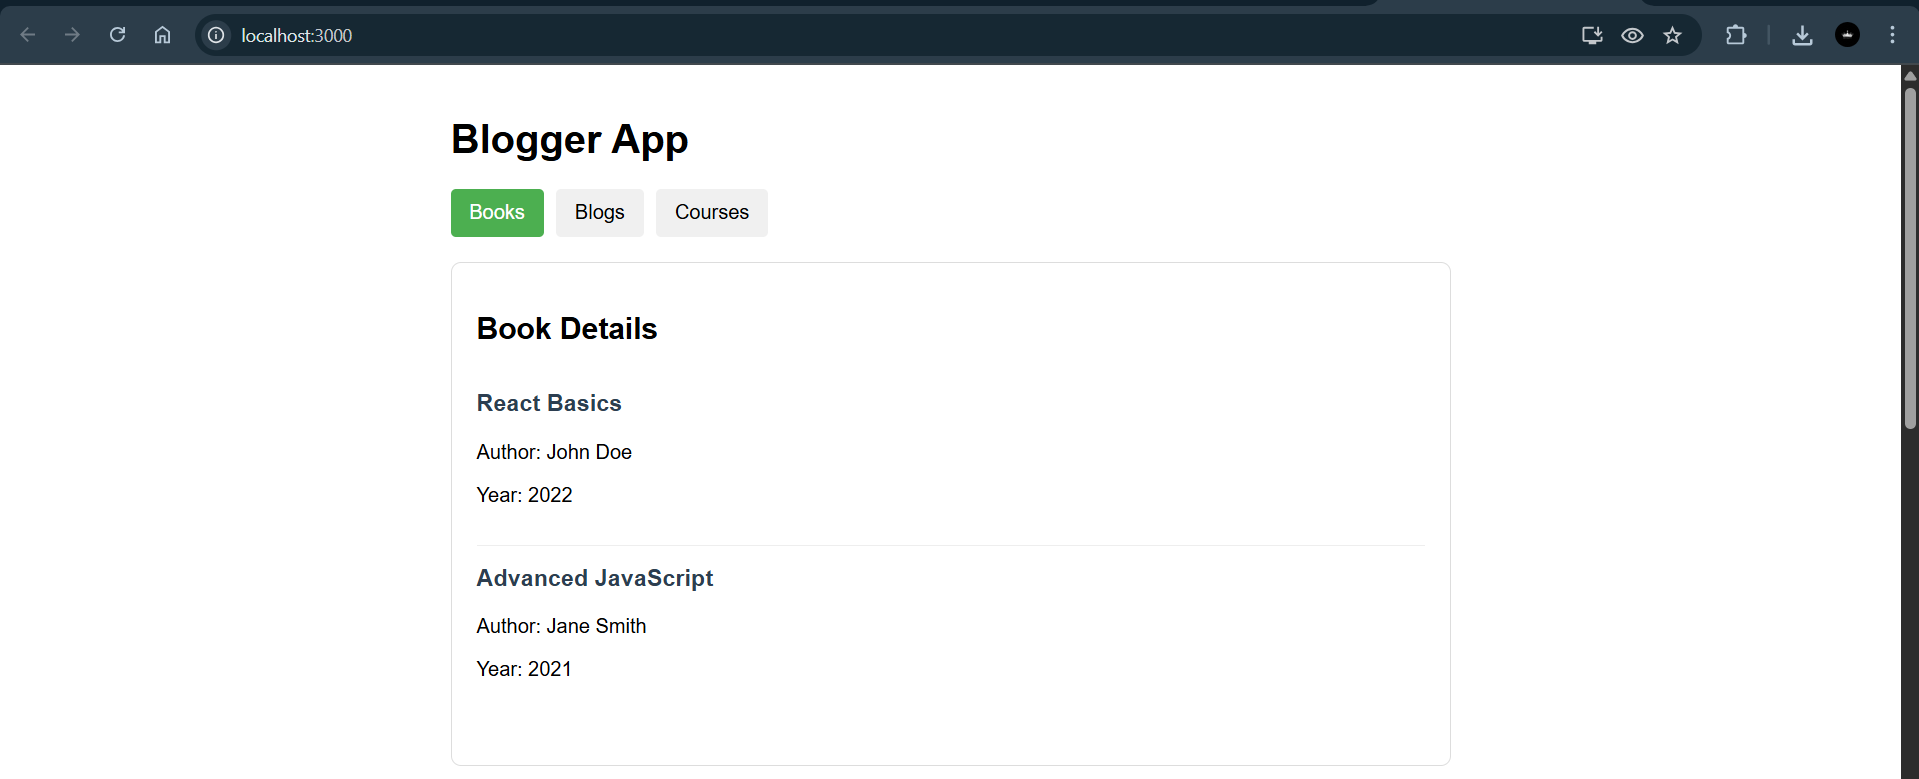 localhost:3000
Blogger App
Books Blogs Courses
Book Details
React Basics
Author: John Doe
Year: 2022
Advanced JavaScript
Author: Jane Smith
Year: 2021